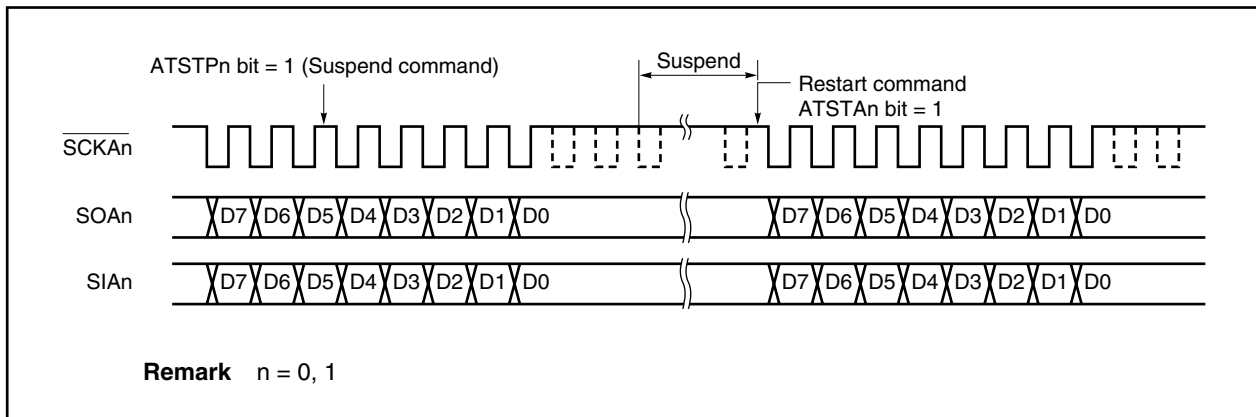 ATSTPn bit = 1 (Suspend command)
Suspend
Restart command
ATSTAn bit = 1
SCKAn
SOAn D7 D6 D5 D4 D3 D2 D1 D0 D7 D6 D5 D4 D3 D2 D1 D0
SIAn D7 D6 D5 D4 D3 D2 D1 D0 D7 D6 D5 D4 D3 D2 D1 D0
Remark n = 0, 1